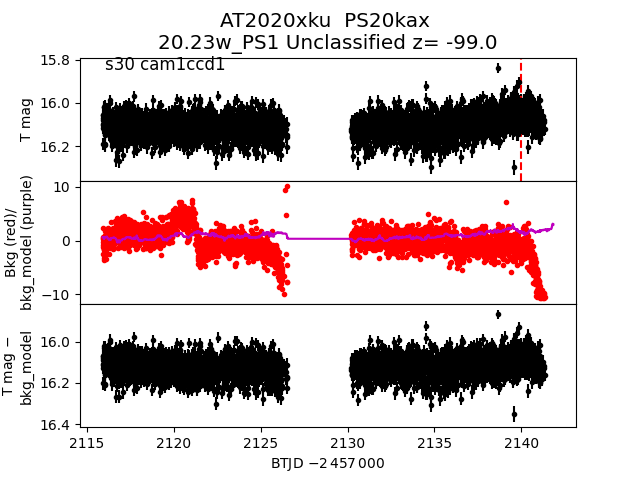 AT2020xku  PS20kax
20.23w_PS1 Unclassified z= -99.0
s30 cam1ccd1
15.8
16.0
16.2
T mag
10
0
−10
Bkg (red)/
bkg_model (purple)
16.0
16.2
16.4
T mag −
bkg_model
2115
2120
2125
2130
2135
2140
BTJD −2 457 000